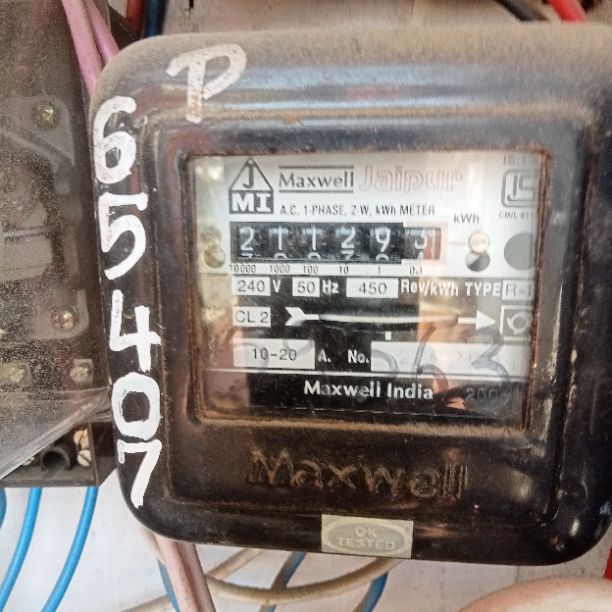 P
65407
JMI
Maxwell Jaipur
A.C. 1-PHASE, 2-W, kWh METER
kWh
211293
10000 1000 100 10 1 0.1
240 V 50 Hz 450 Rev/kWh TYPE
CL 2
10-20 A. No.
Maxwell India
Maxwell
OK
TESTED